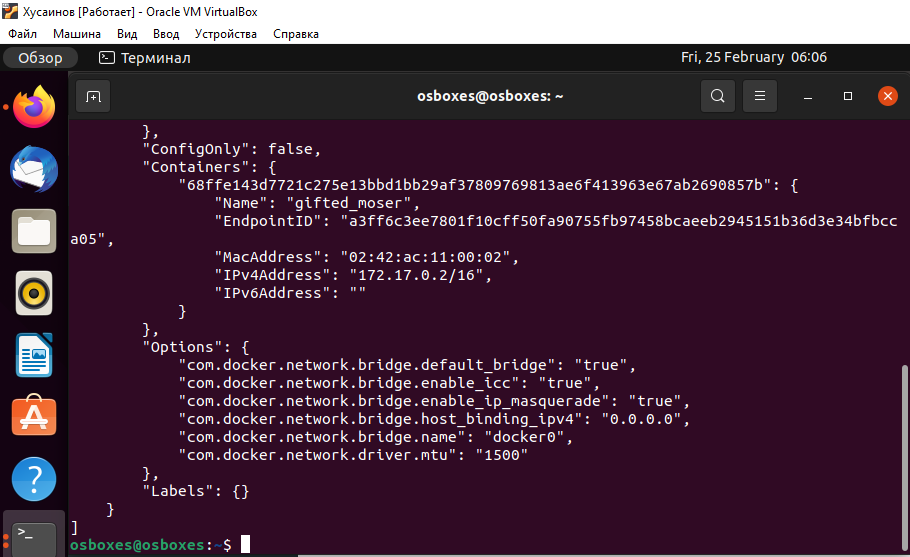 Хусаинов [Работает] - Oracle VM VirtualBox
Файл Машина Вид Ввод Устройства Справка
Обзор Терминал Fri, 25 February 06:06
osboxes@osboxes: ~
},
"ConfigOnly": false,
"Containers": {
"68ffe143d7721c275e13bbd1bb29af37809769813ae6f413963e67ab2690857b": {
"Name": "gifted_moser",
"EndpointID": "a3ff6c3ee7801f10cff50fa90755fb97458bcaeeb2945151b36d3e34bfbcc
a05",
"MacAddress": "02:42:ac:11:00:02",
"IPv4Address": "172.17.0.2/16",
"IPv6Address": ""
}
},
"Options": {
"com.docker.network.bridge.default_bridge": "true",
"com.docker.network.bridge.enable_icc": "true",
"com.docker.network.bridge.enable_ip_masquerade": "true",
"com.docker.network.bridge.host_binding_ipv4": "0.0.0.0",
"com.docker.network.bridge.name": "docker0",
"com.docker.network.driver.mtu": "1500"
},
"Labels": {}
}
]
osboxes@osboxes:~$